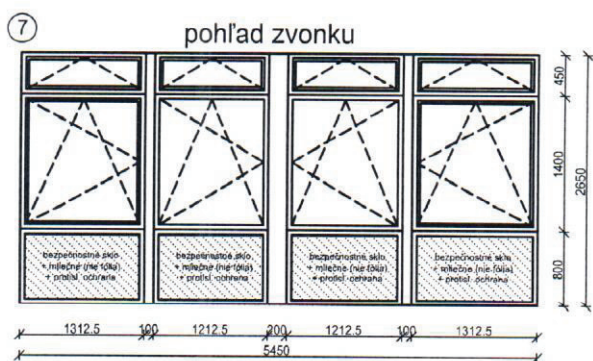 7
pohľad zvonku
450
1400
2650
800
bezpečnostné sklo
+ mliečne (nie fólia)
+ protisl. ochrana
bezpečnostné sklo
+ mliečne (nie fólia)
+ protisl. ochrana
bezpečnostné sklo
+ mliečne (nie fólia)
+ protisl. ochrana
bezpečnostné sklo
+ mliečne (nie fólia)
+ protisl. ochrana
1312.5 100 1212.5 200 1212.5 100 1312.5
5450